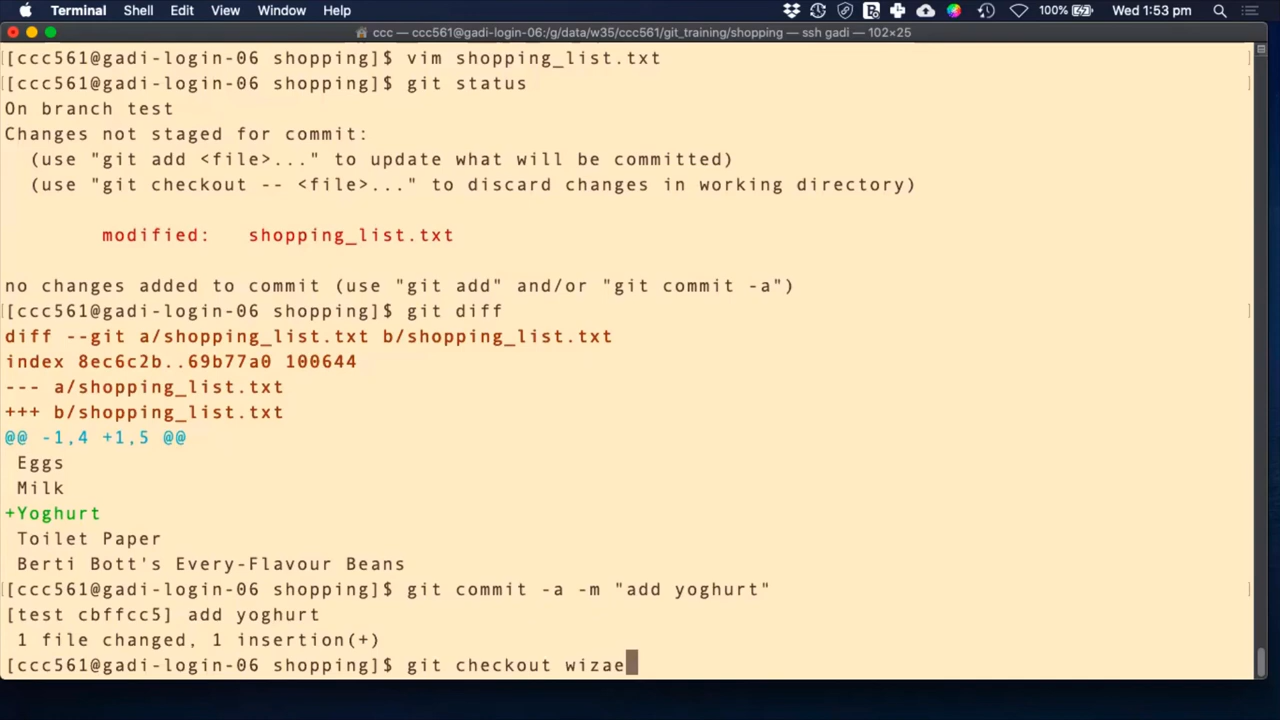 Terminal Shell Edit View Window Help 100% Wed 1:53 pm
ccc — ccc561@gadi-login-06:/g/data/w35/ccc561/git_training/shopping — ssh gadi — 102×25
[ccc561@gadi-login-06 shopping]$ vim shopping_list.txt
[ccc561@gadi-login-06 shopping]$ git status
On branch test
Changes not staged for commit:
(use "git add <file>..." to update what will be committed)
(use "git checkout -- <file>..." to discard changes in working directory)
modified: shopping_list.txt
no changes added to commit (use "git add" and/or "git commit -a")
[ccc561@gadi-login-06 shopping]$ git diff
diff --git a/shopping_list.txt b/shopping_list.txt
index 8ec6c2b..69b77a0 100644
--- a/shopping_list.txt
+++ b/shopping_list.txt
@@ -1,4 +1,5 @@
Eggs
Milk
+Yoghurt
Toilet Paper
Berti Bott's Every-Flavour Beans
[ccc561@gadi-login-06 shopping]$ git commit -a -m "add yoghurt"
[test cbffcc5] add yoghurt
1 file changed, 1 insertion(+)
[ccc561@gadi-login-06 shopping]$ git checkout wizae